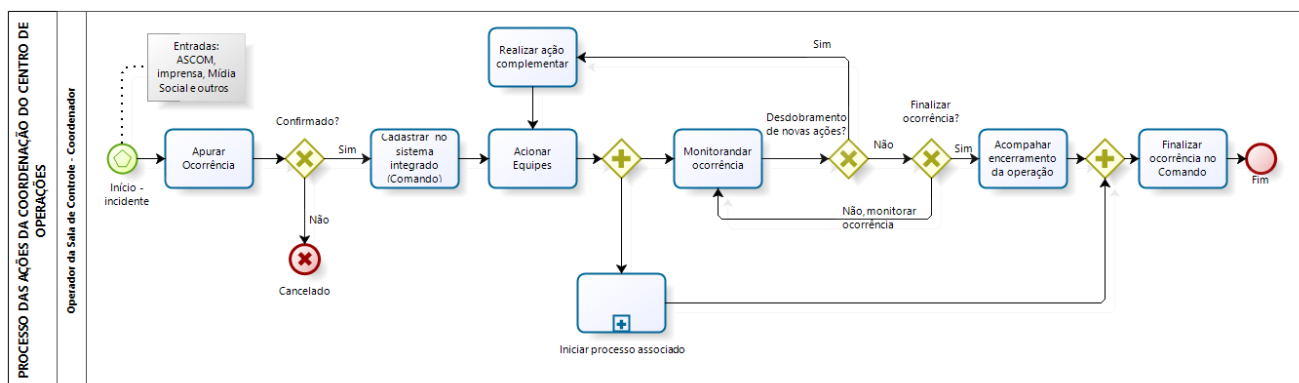 PROCESSO DAS AÇÕES DA COORDENAÇÃO DO CENTRO DE
OPERAÇÕES
Operador da Sala de Controle - Coordenador
Entradas:
ASCOM,
imprensa, Mídia
Social e outros
Início -
incidente
Apurar
Ocorrência
Confirmado?
Sim
Não
Cancelado
Cadastrar no
sistema
integrado
(Comando)
Realizar ação
complementar
Acionar
Equipes
Sim
Monitorandar
ocorrência
Desdobramento
de novas ações?
Não
Finalizar
ocorrência?
Sim
Não, monitorar
ocorrência
Iniciar processo associado
Acompahar
encerramento
da operação
Finalizar
ocorrência no
Comando
Fim